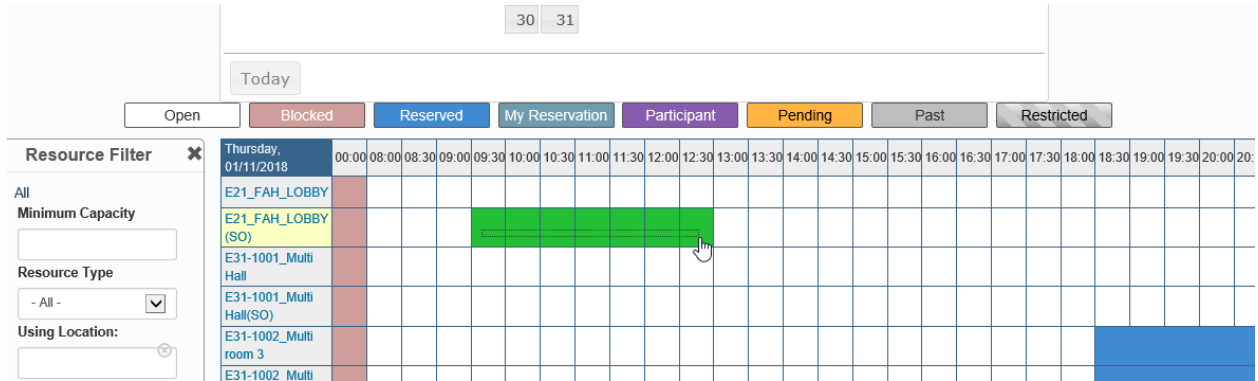 30 31
Today
Open Blocked Reserved My Reservation Participant Pending Past Restricted
Resource Filter ✖
All
Minimum Capacity
Resource Type
- All -
Using Location:
Thursday,
01/11/2018
00:00 08:00 08:30 09:00 09:30 10:00 10:30 11:00 11:30 12:00 12:30 13:00 13:30 14:00 14:30 15:00 15:30 16:00 16:30 17:00 17:30 18:00 18:30 19:00 19:30 20:00 20:
E21_FAH_LOBBY
E21_FAH_LOBBY
(SO)
E31-1001_Multi
Hall
E31-1001_Multi
Hall(SO)
E31-1002_Multi
room 3
E31-1002_Multi